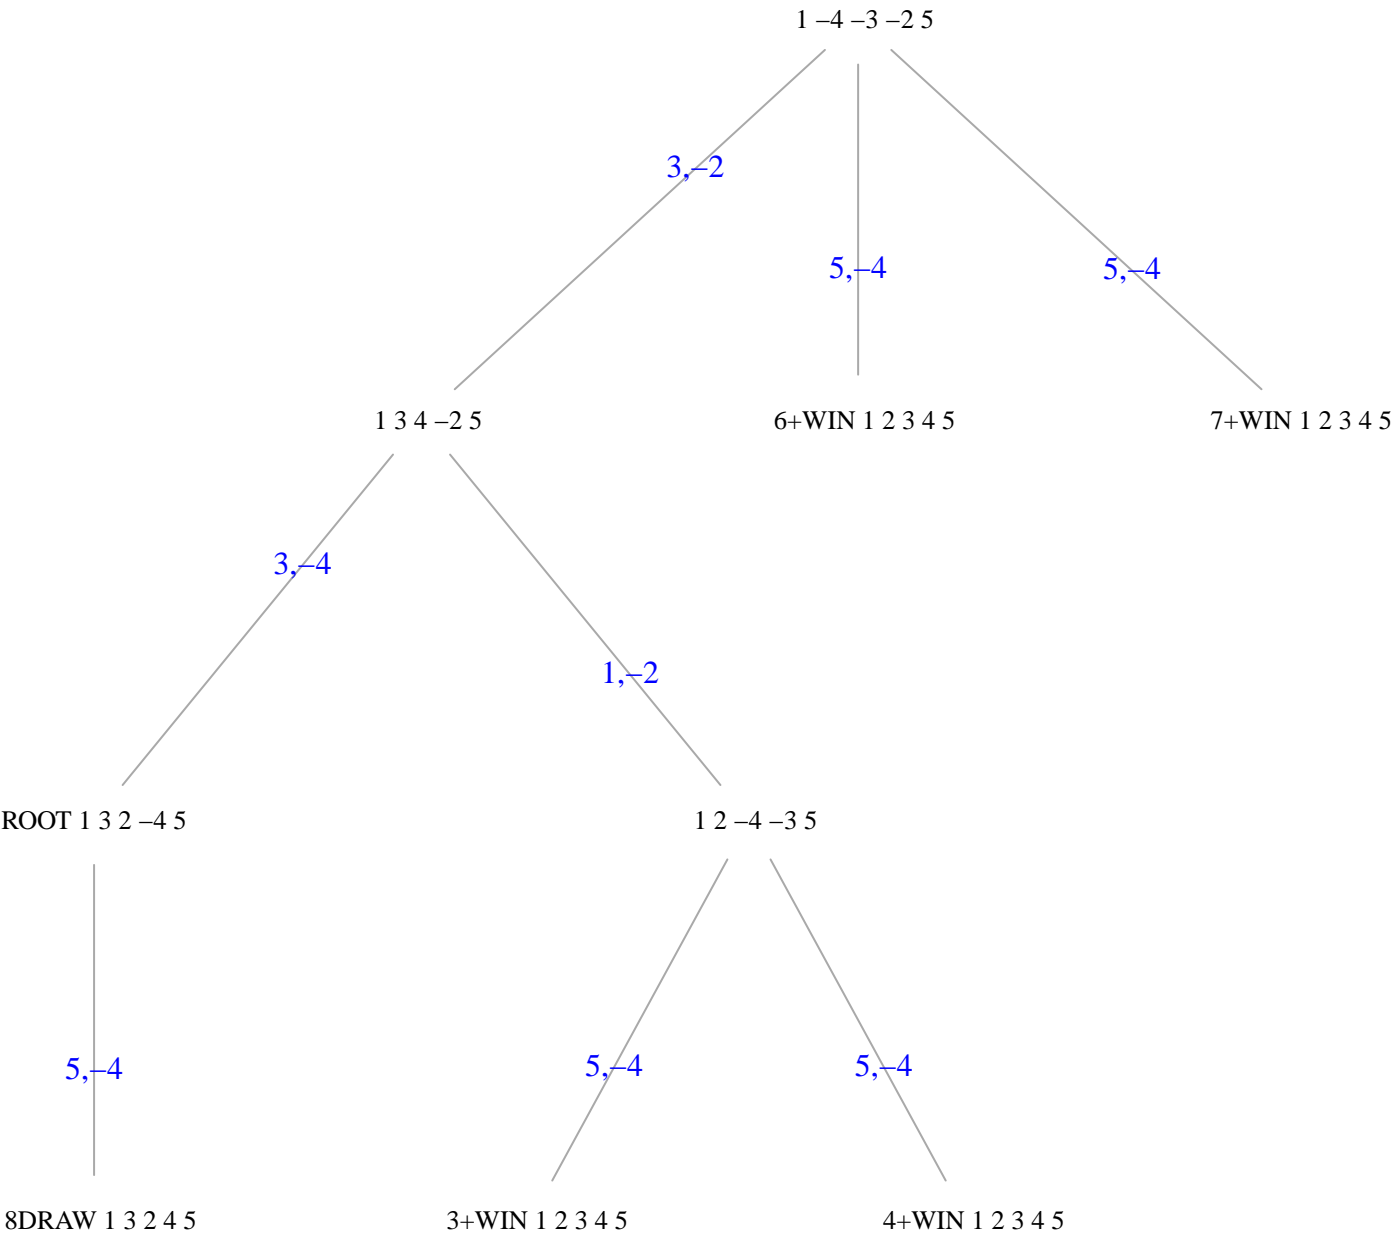 1 –4 –3 –2 5
3,–2
5,–4
5,–4
1 3 4 –2 5
6+WIN 1 2 3 4 5
7+WIN 1 2 3 4 5
3,–4
1,–2
ROOT 1 3 2 –4 5
1 2 –4 –3 5
5,–4
5,–4
5,–4
8DRAW 1 3 2 4 5
3+WIN 1 2 3 4 5
4+WIN 1 2 3 4 5